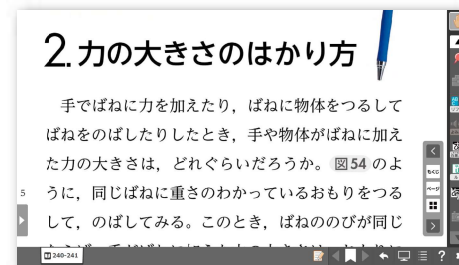 2.力の大きさのはかり方
手でばねに力を加えたり，ばねに物体をつるして
ばねをのばしたりしたとき，手や物体がばねに加え
た力の大きさは，どれぐらいだろうか。図54のよ
5
うに，同じばねに重さのわかっているおもりをつる
して，のばしてみる。このとき，ばねののびが同じ
もくじ
ページ
240-241